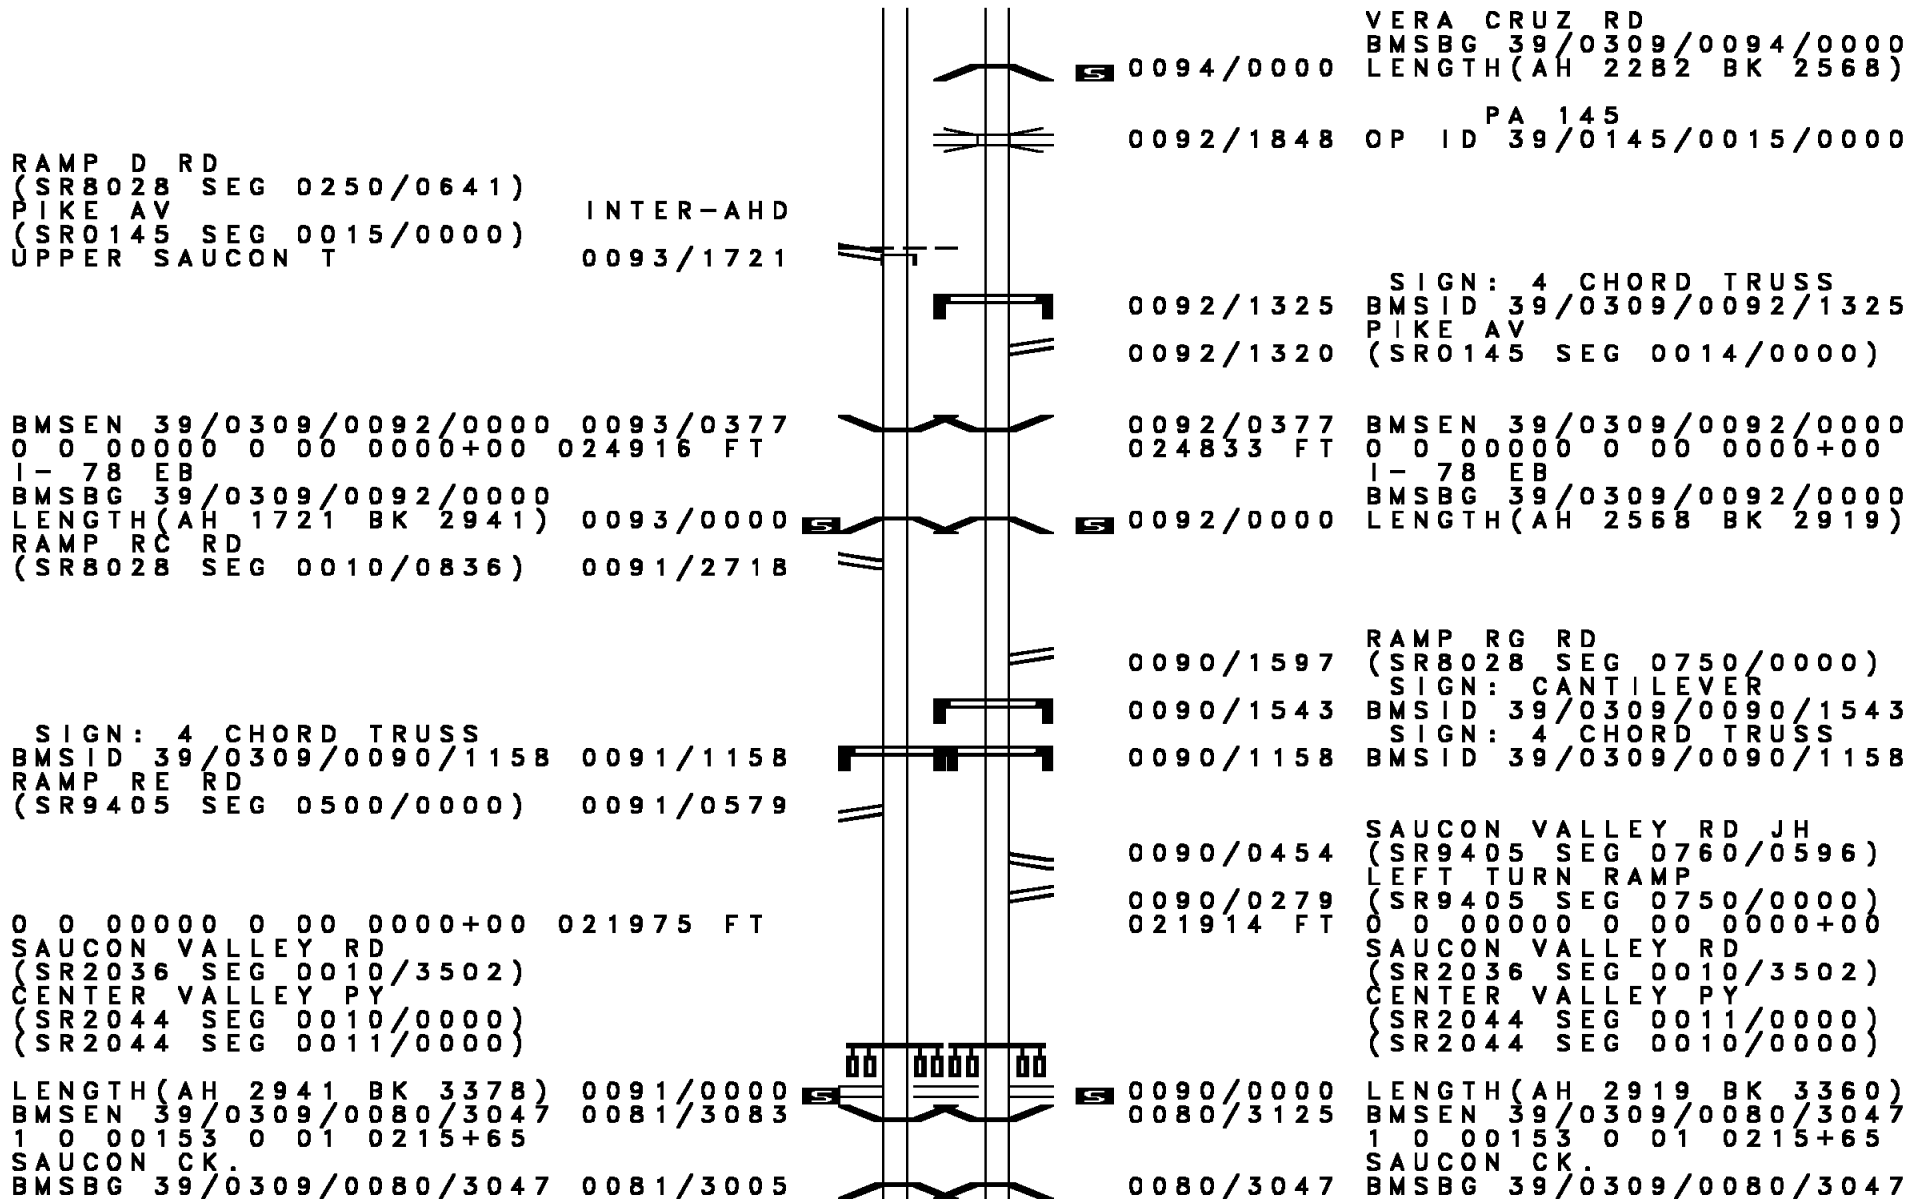 VERA CRUZ RD
BMSBG 39/0309/0094/0000
S 0094/0000 LENGTH(AH 2282 BK 2568)
PA 145
0092/1848 OP ID 39/0145/0015/0000
RAMP D RD
(SR8028 SEG 0250/0641)
PIKE AV INTER-AHD
(SR0145 SEG 0015/0000)
UPPER SAUCON T 0093/1721
SIGN: 4 CHORD TRUSS
0092/1325 BMSID 39/0309/0092/1325
PIKE AV
0092/1320 (SR0145 SEG 0014/0000)
BMSEN 39/0309/0092/0000 0093/0377 0092/0377 BMSEN 39/0309/0092/0000
0 0 00000 0 00 0000+00 024916 FT 024833 FT 0 0 00000 0 00 0000+00
I- 78 EB I- 78 EB
BMSBG 39/0309/0092/0000 BMSBG 39/0309/0092/0000
LENGTH(AH 1721 BK 2941) 0093/0000 S S 0092/0000 LENGTH(AH 2568 BK 2919)
RAMP RC RD
(SR8028 SEG 0010/0836) 0091/2718
RAMP RG RD
0090/1597 (SR8028 SEG 0750/0000)
SIGN: CANTILEVER
0090/1543 BMSID 39/0309/0090/1543
SIGN: 4 CHORD TRUSS SIGN: 4 CHORD TRUSS
BMSID 39/0309/0090/1158 0091/1158 0090/1158 BMSID 39/0309/0090/1158
RAMP RE RD
(SR9405 SEG 0500/0000) 0091/0579
SAUCON VALLEY RD JH
0090/0454 (SR9405 SEG 0760/0596)
LEFT TURN RAMP
0090/0279 (SR9405 SEG 0750/0000)
0 0 00000 0 00 0000+00 021975 FT 021914 FT 0 0 00000 0 00 0000+00
SAUCON VALLEY RD SAUCON VALLEY RD
(SR2036 SEG 0010/3502) (SR2036 SEG 0010/3502)
CENTER VALLEY PY CENTER VALLEY PY
(SR2044 SEG 0010/0000) (SR2044 SEG 0011/0000)
(SR2044 SEG 0011/0000) (SR2044 SEG 0010/0000)
LENGTH(AH 2941 BK 3378) 0091/0000 S S 0090/0000 LENGTH(AH 2919 BK 3360)
BMSEN 39/0309/0080/3047 0081/3083 0080/3125 BMSEN 39/0309/0080/3047
1 0 00153 0 01 0215+65 1 0 00153 0 01 0215+65
SAUCON CK. SAUCON CK.
BMSBG 39/0309/0080/3047 0081/3005 0080/3047 BMSBG 39/0309/0080/3047